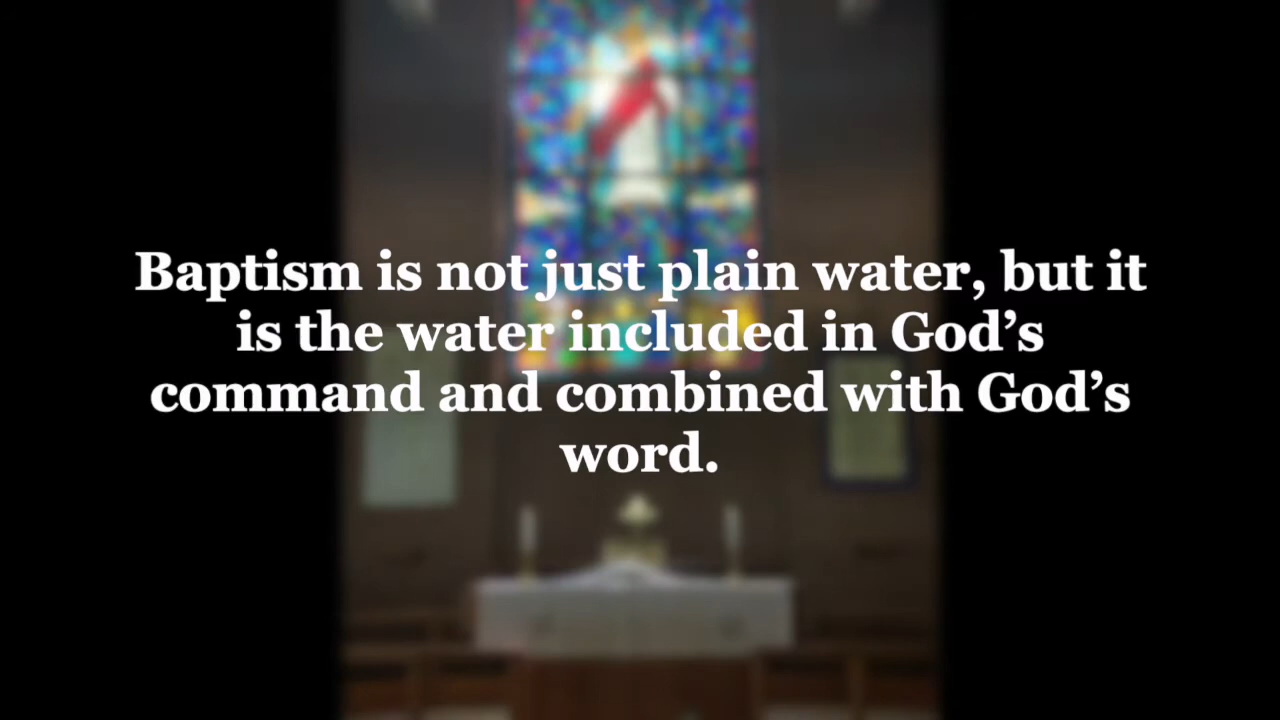 Baptism is not just plain water, but it
is the water included in God’s
command and combined with God’s
word.